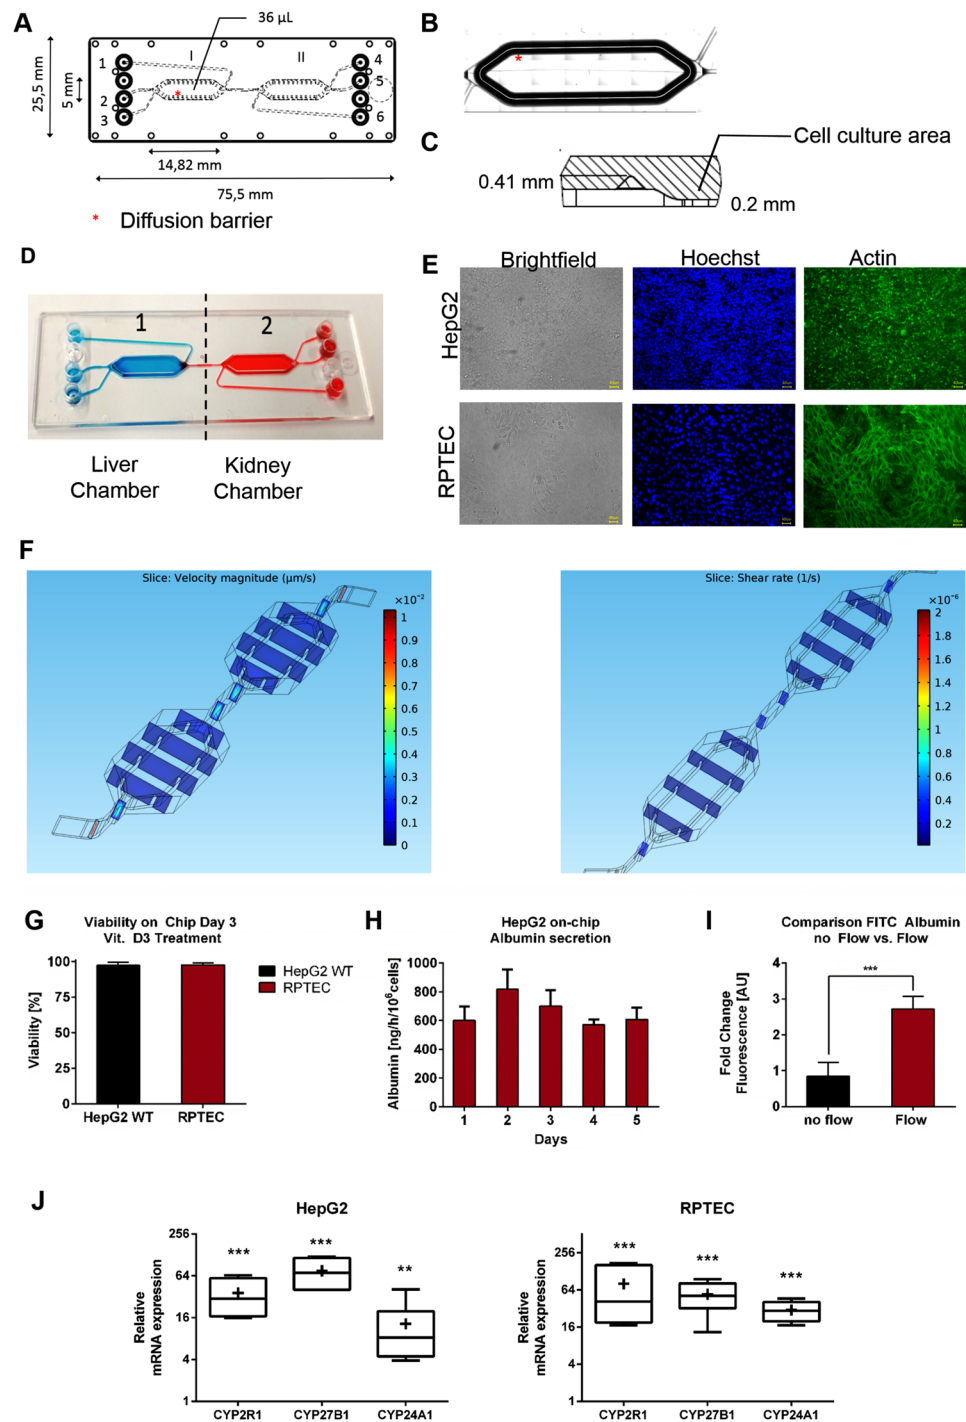 A
36 µL
I
II
1
2
3
4
5
6
25,5 mm
5 mm
14,82 mm
75,5 mm
* Diffusion barrier
B
*
C
Cell culture area
0.41 mm
0.2 mm
D
1
2
Liver
Chamber
Kidney
Chamber
E
Brightfield
Hoechst
Actin
HepG2
RPTEC
F
Slice: Velocity magnitude (µm/s)
×10⁻²
1
0.9
0.8
0.7
0.6
0.5
0.4
0.3
0.2
0.1
0
Slice: Shear rate (1/s)
×10⁻⁶
2
1.8
1.6
1.4
1.2
1
0.8
0.6
0.4
0.2
G
Viability on Chip Day 3
Vit. D3 Treatment
Viability [%]
100
75
50
25
0
HepG2 WT
RPTEC
HepG2 WT
RPTEC
H
HepG2 on-chip
Albumin secretion
Albumin [ng/h/10⁶cells]
1000
800
600
400
200
0
1
2
3
4
5
Days
I
Comparison FITC Albumin
no Flow vs. Flow
Fold Change
Fluorescence [AU]
4
3
2
1
0
***
no flow
Flow
J
HepG2
Relative
mRNA expression
256
64
16
4
1
***
***
**
CYP2R1
CYP27B1
CYP24A1
RPTEC
Relative
mRNA expression
256
64
16
4
1
***
***
***
CYP2R1
CYP27B1
CYP24A1